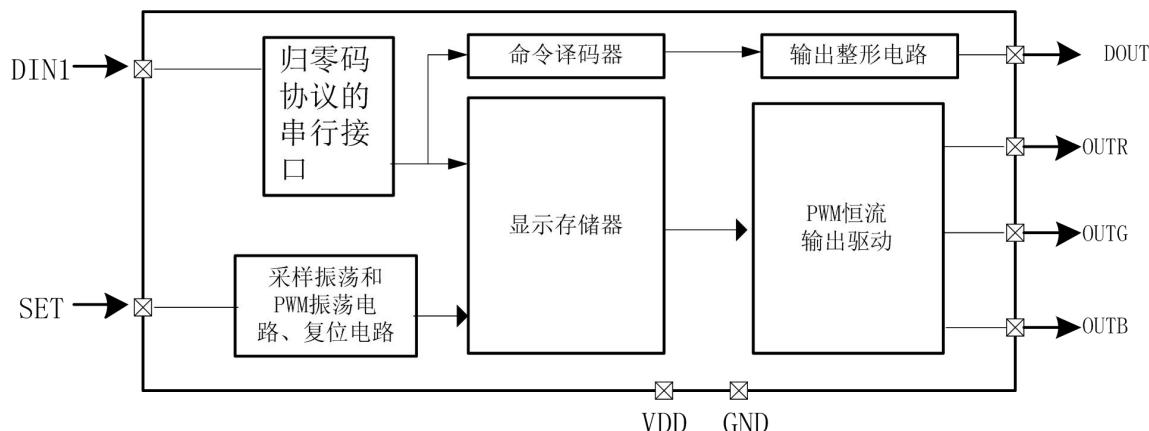 DIN1
归零码
协议的
串行接
口
命令译码器
输出整形电路
DOUT
显示存储器
PWM恒流
输出驱动
OUTR
OUTG
OUTB
SET
采样振荡和
PWM振荡电
路、复位电路
VDD
GND